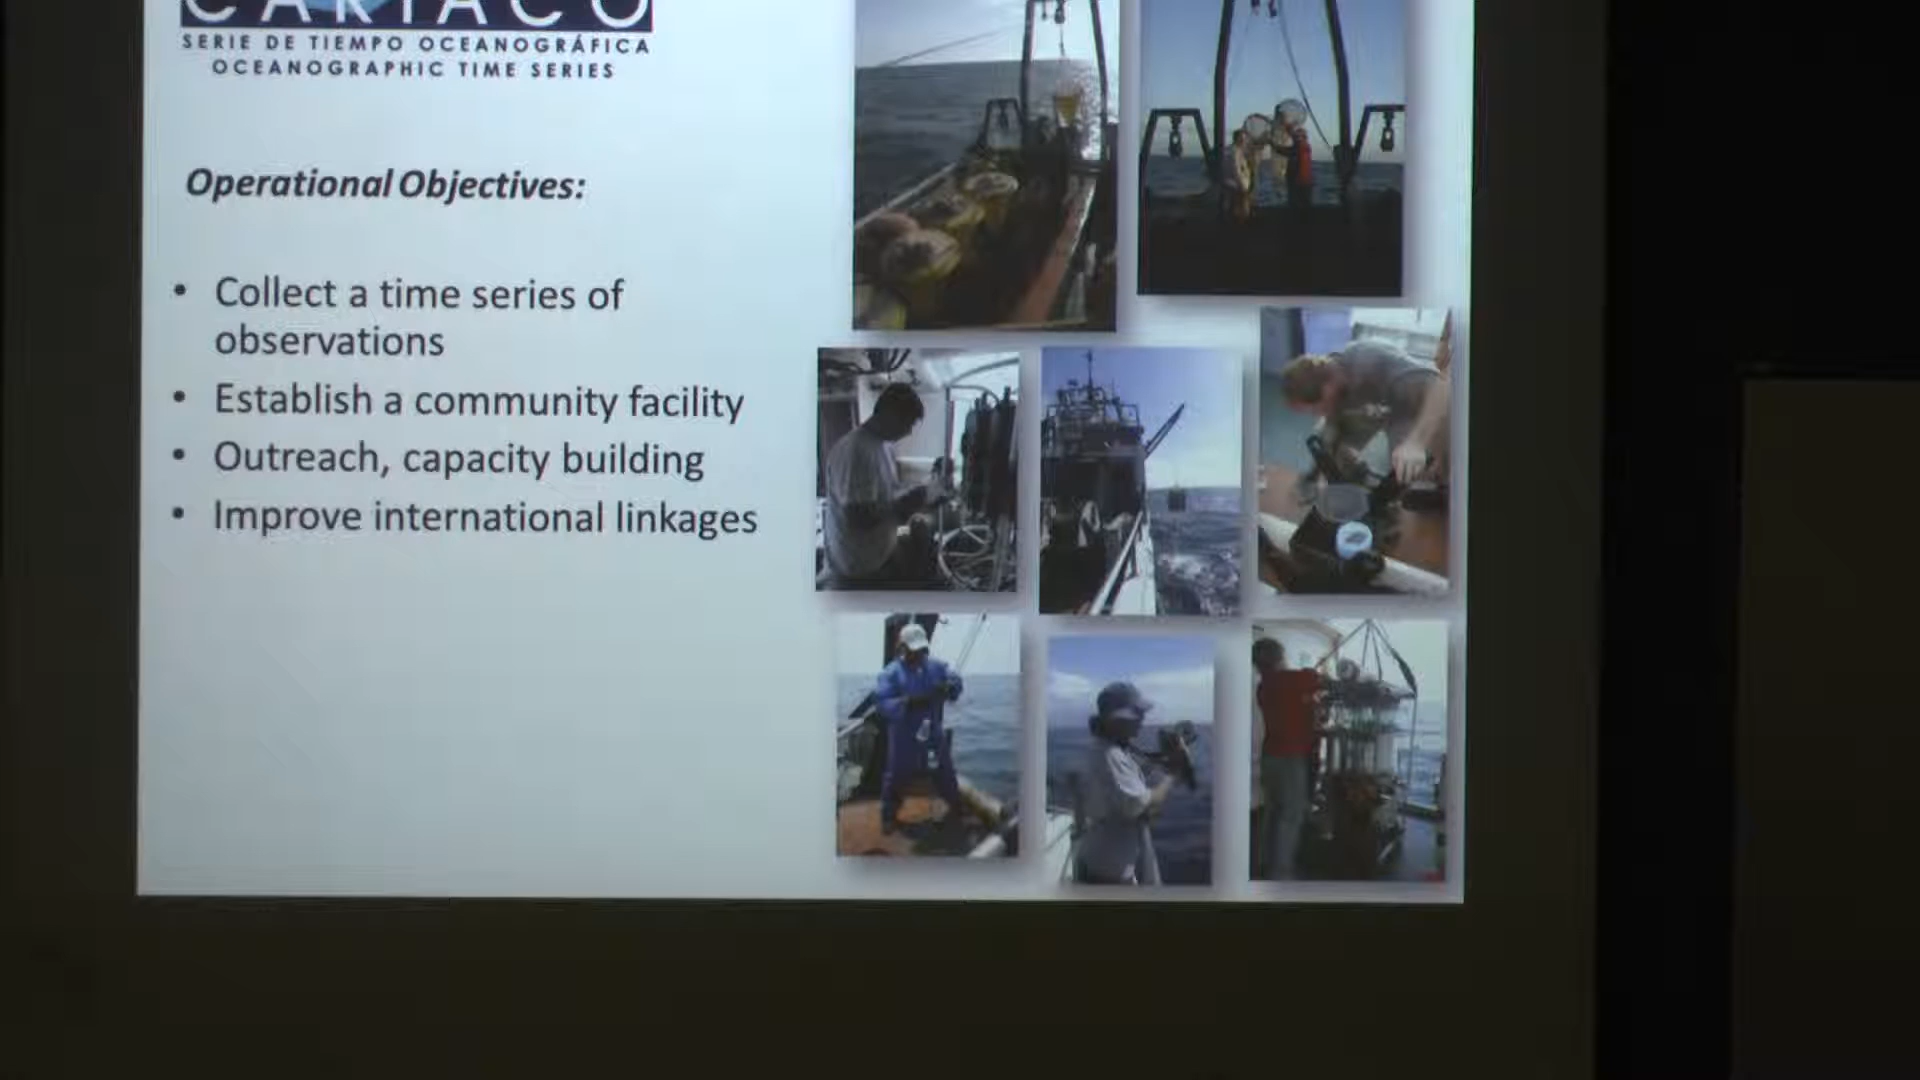 CARIACO
SERIE DE TIEMPO OCEANOGRÁFICA
OCEANOGRAPHIC TIME SERIES
Operational Objectives:
• Collect a time series of
observations
• Establish a community facility
• Outreach, capacity building
• Improve international linkages